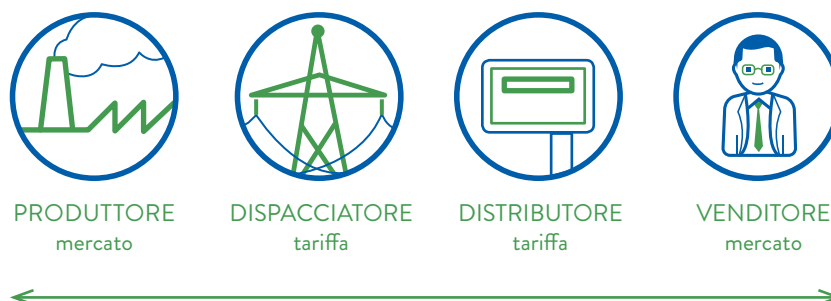 PRODUTTORE
mercato
DISPACCIATORE
tariffa
DISTRIBUTORE
tariffa
VENDITORE
mercato